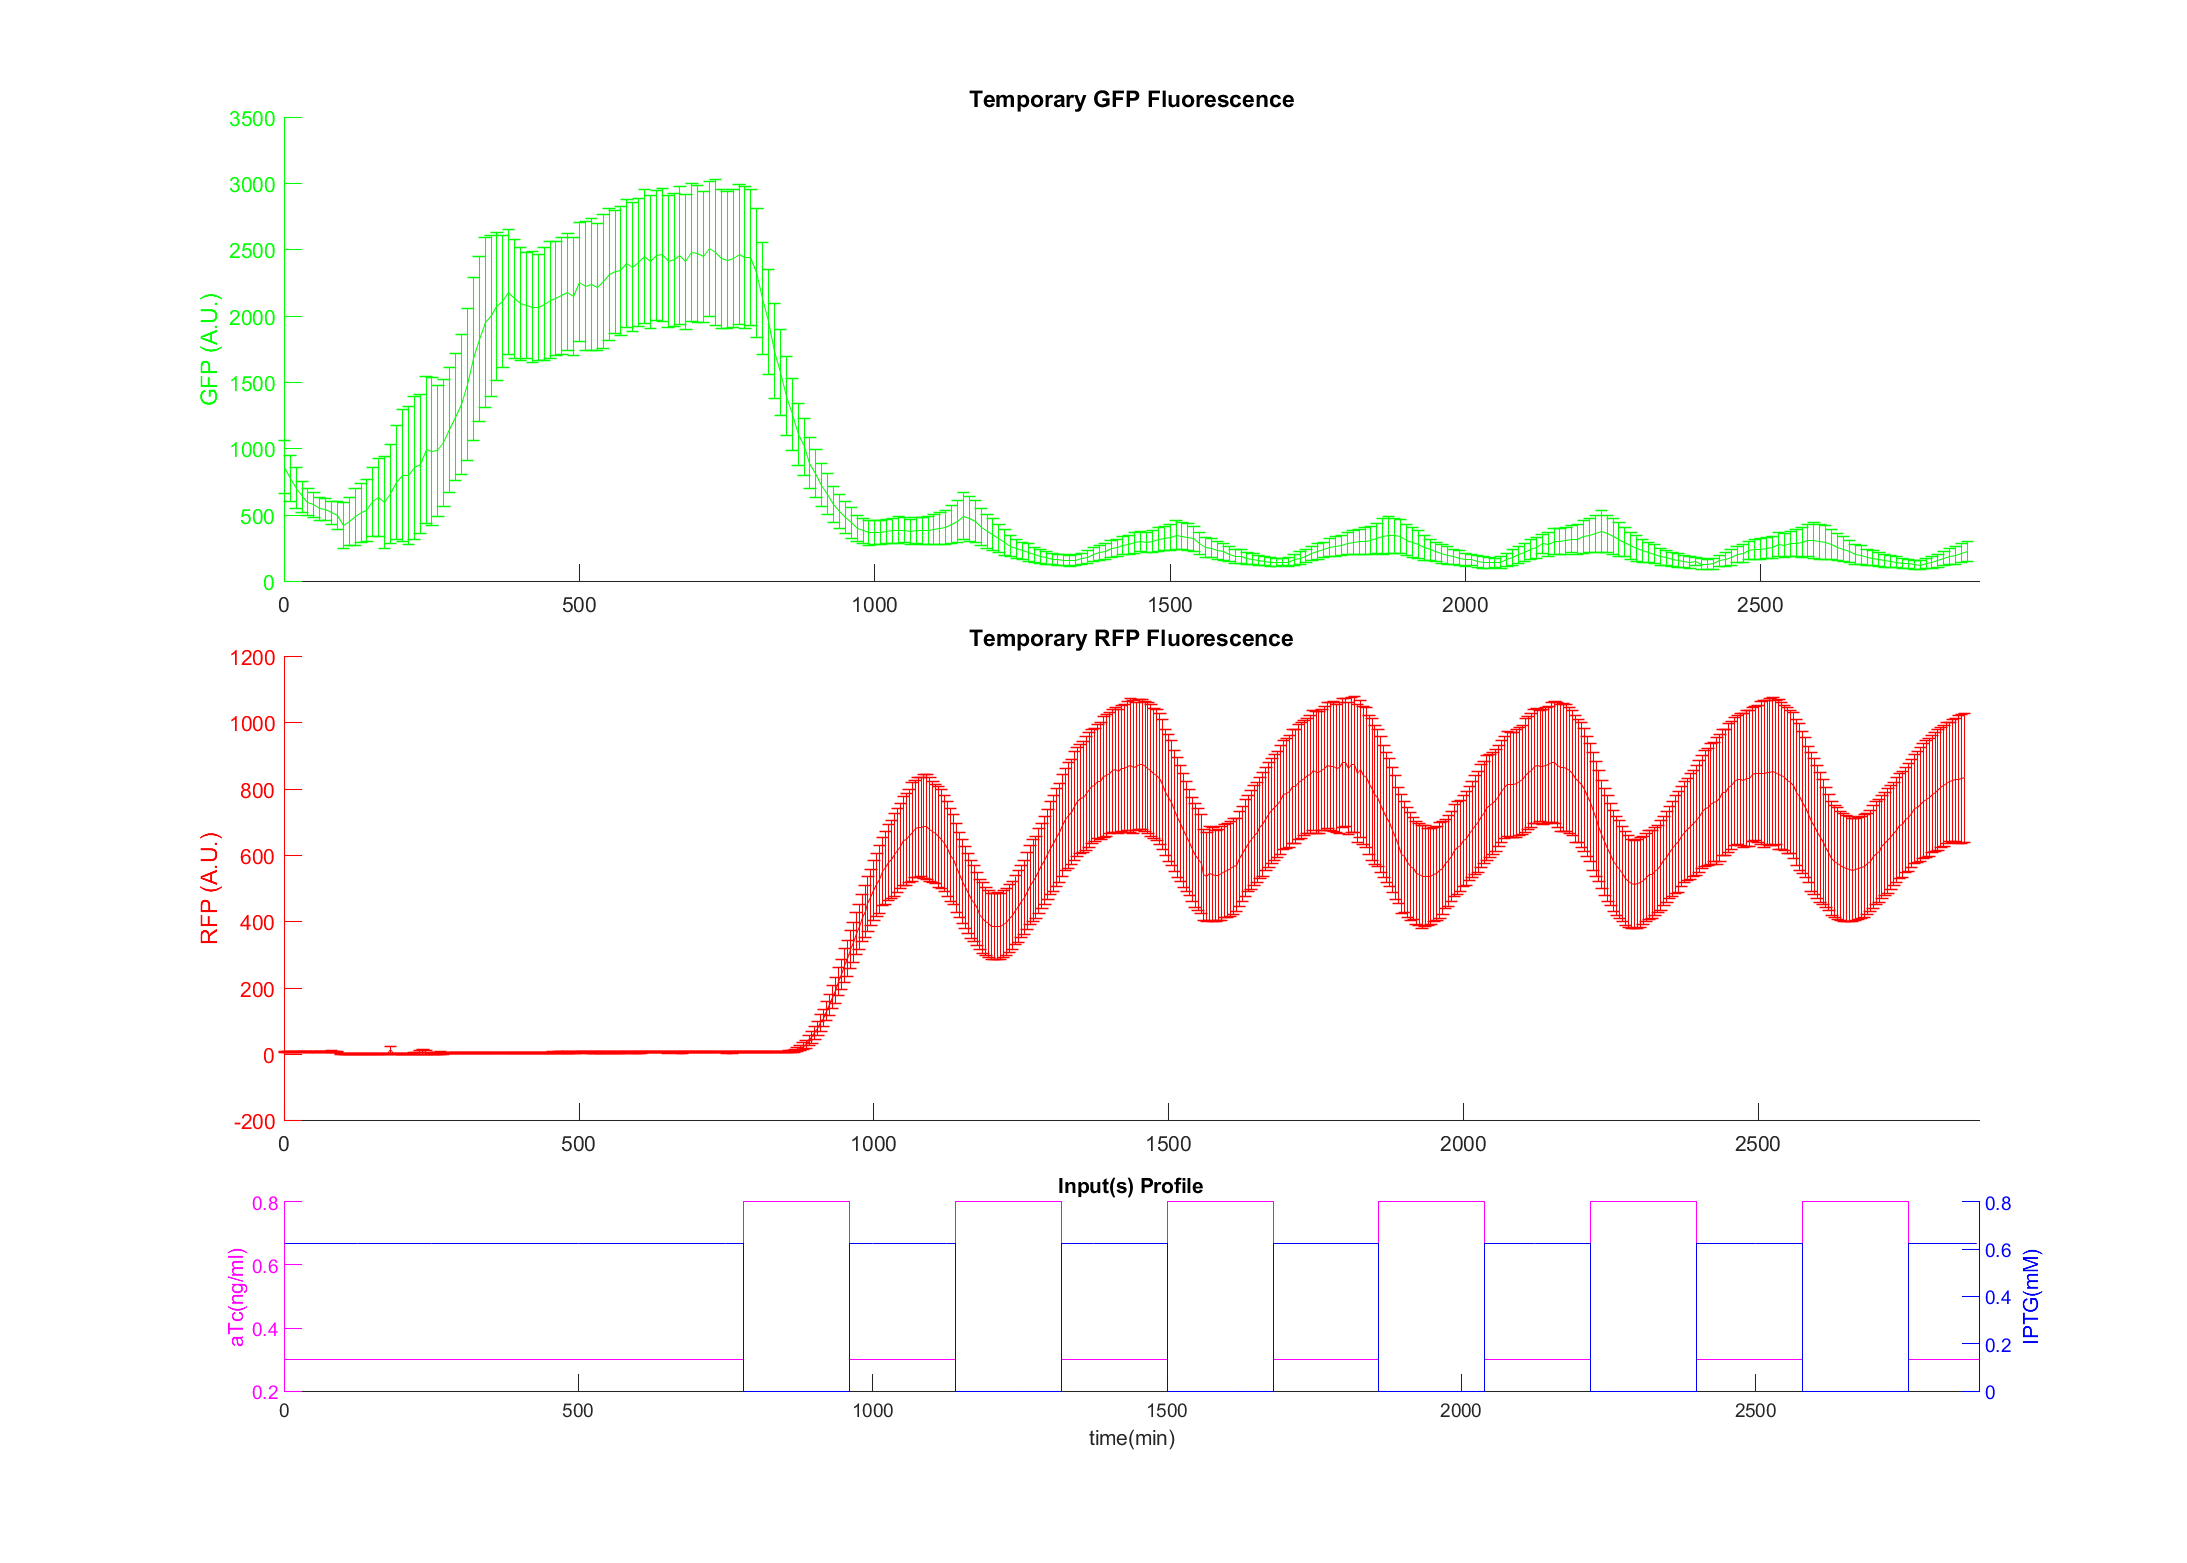 Temporary GFP Fluorescence
3500
3000
2500
2000
1500
1000
500
0
GFP (A.U.)
0 500 1000 1500 2000 2500
Temporary RFP Fluorescence
1200
1000
800
600
400
200
0
-200
RFP (A.U.)
0 500 1000 1500 2000 2500
Input(s) Profile
0.8
0.6
0.4
0.2
aTc(ng/ml)
0.8
0.6
0.4
0.2
0
IPTG(mM)
0 500 1000 1500 2000 2500
time(min)